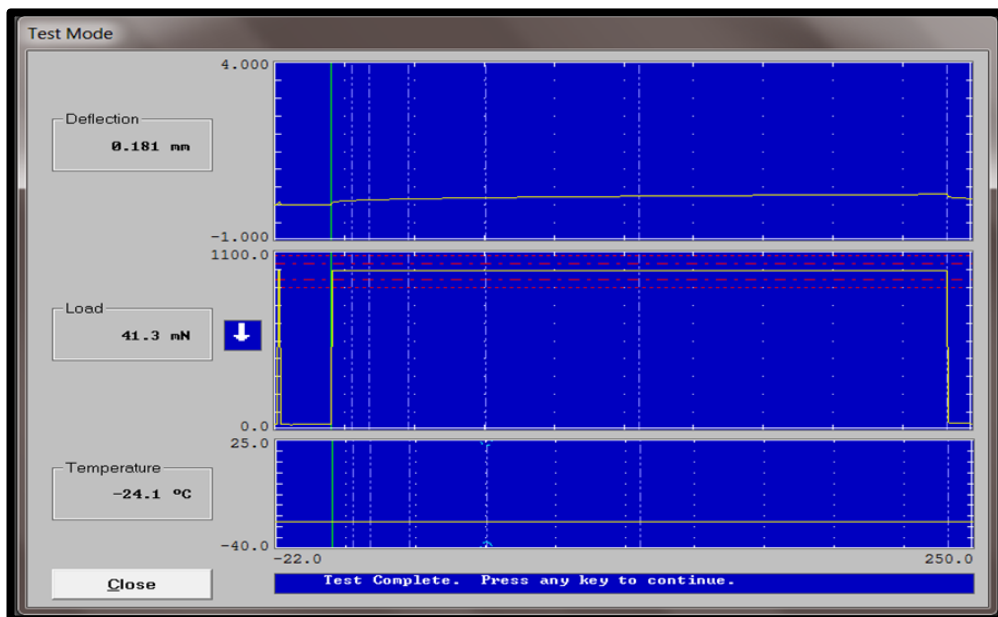 Test Mode
4.000
Deflection
0.181 mm
-1.000
1100.0
Load
41.3 mN
0.0
25.0
Temperature
-24.1 ºC
-40.0
-22.0 250.0
Close
Test Complete. Press any key to continue.